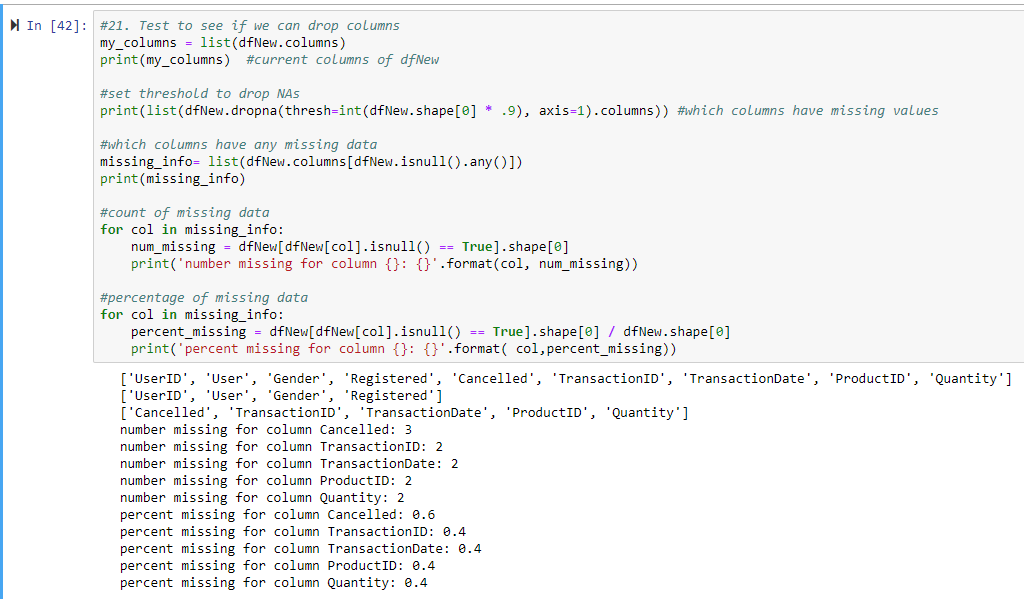 In [42]:
#21. Test to see if we can drop columns
my_columns = list(dfNew.columns)
print(my_columns)  #current columns of dfNew

#set threshold to drop NAs
print(list(dfNew.dropna(thresh=int(dfNew.shape[0] * .9), axis=1).columns)) #which columns have missing values

#which columns have any missing data
missing_info= list(dfNew.columns[dfNew.isnull().any()])
print(missing_info)

#count of missing data
for col in missing_info:
    num_missing = dfNew[dfNew[col].isnull() == True].shape[0]
    print('number missing for column {}: {}'.format(col, num_missing))

#percentage of missing data
for col in missing_info:
    percent_missing = dfNew[dfNew[col].isnull() == True].shape[0] / dfNew.shape[0]
    print('percent missing for column {}: {}'.format( col,percent_missing))

['UserID', 'User', 'Gender', 'Registered', 'Cancelled', 'TransactionID', 'TransactionDate', 'ProductID', 'Quantity']
['UserID', 'User', 'Gender', 'Registered']
['Cancelled', 'TransactionID', 'TransactionDate', 'ProductID', 'Quantity']
number missing for column Cancelled: 3
number missing for column TransactionID: 2
number missing for column TransactionDate: 2
number missing for column ProductID: 2
number missing for column Quantity: 2
percent missing for column Cancelled: 0.6
percent missing for column TransactionID: 0.4
percent missing for column TransactionDate: 0.4
percent missing for column ProductID: 0.4
percent missing for column Quantity: 0.4